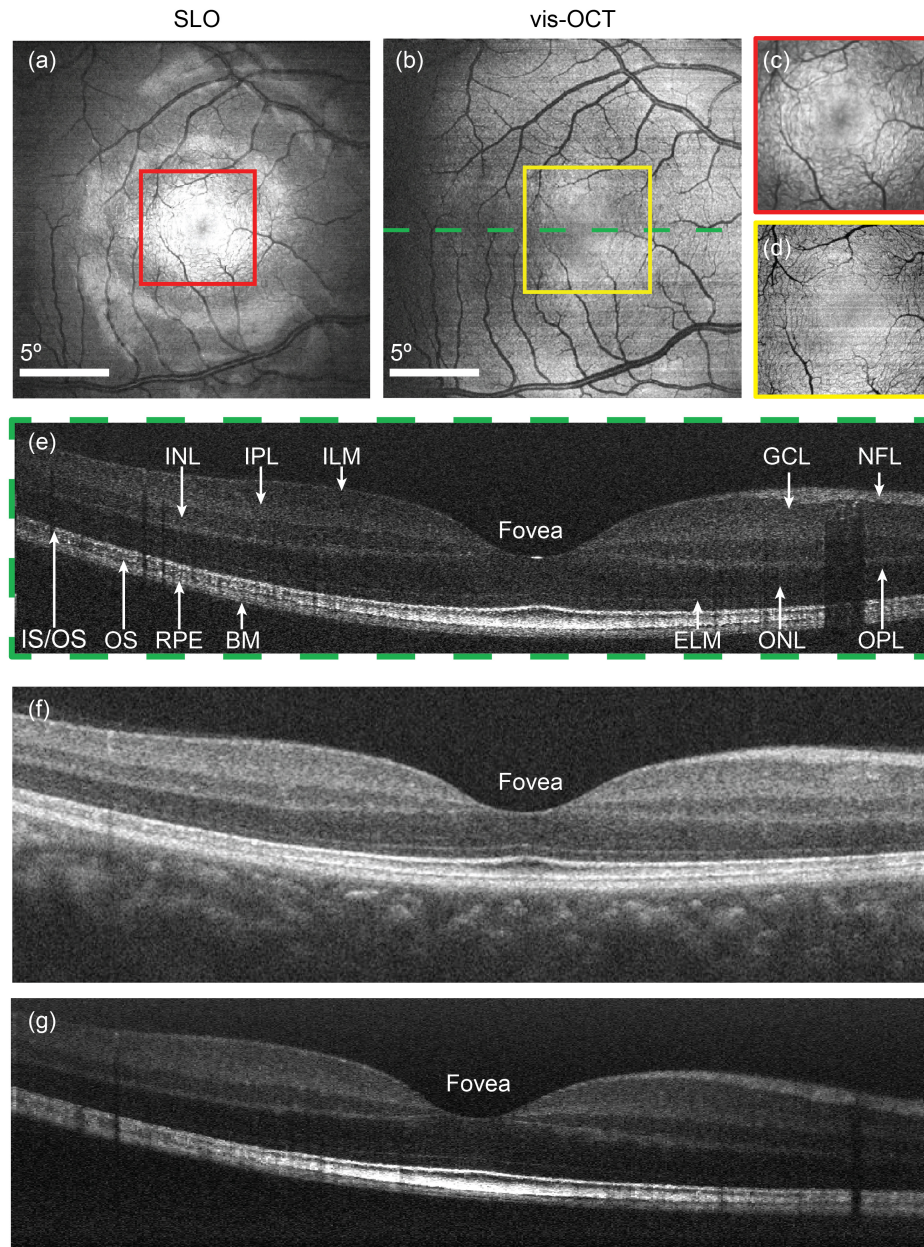 SLO vis-OCT
(a) (b) (c)
(d)
5º 5º
(e)
INL IPL ILM GCL NFL
Fovea
IS/OS OS RPE BM ELM ONL OPL
(f)
Fovea
(g)
Fovea